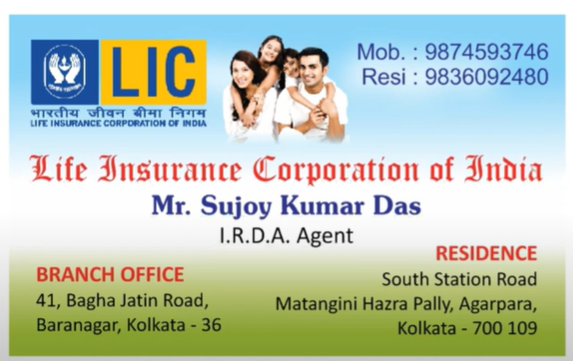 LIC
भारतीय जीवन बीमा निगम
LIFE INSURANCE CORPORATION OF INDIA
Mob. : 9874593746
Resi : 9836092480
Life Insurance Corporation of India
Mr. Sujoy Kumar Das
I.R.D.A. Agent
BRANCH OFFICE
41, Bagha Jatin Road,
Baranagar, Kolkata - 36
RESIDENCE
South Station Road
Matangini Hazra Pally, Agarpara,
Kolkata - 700 109